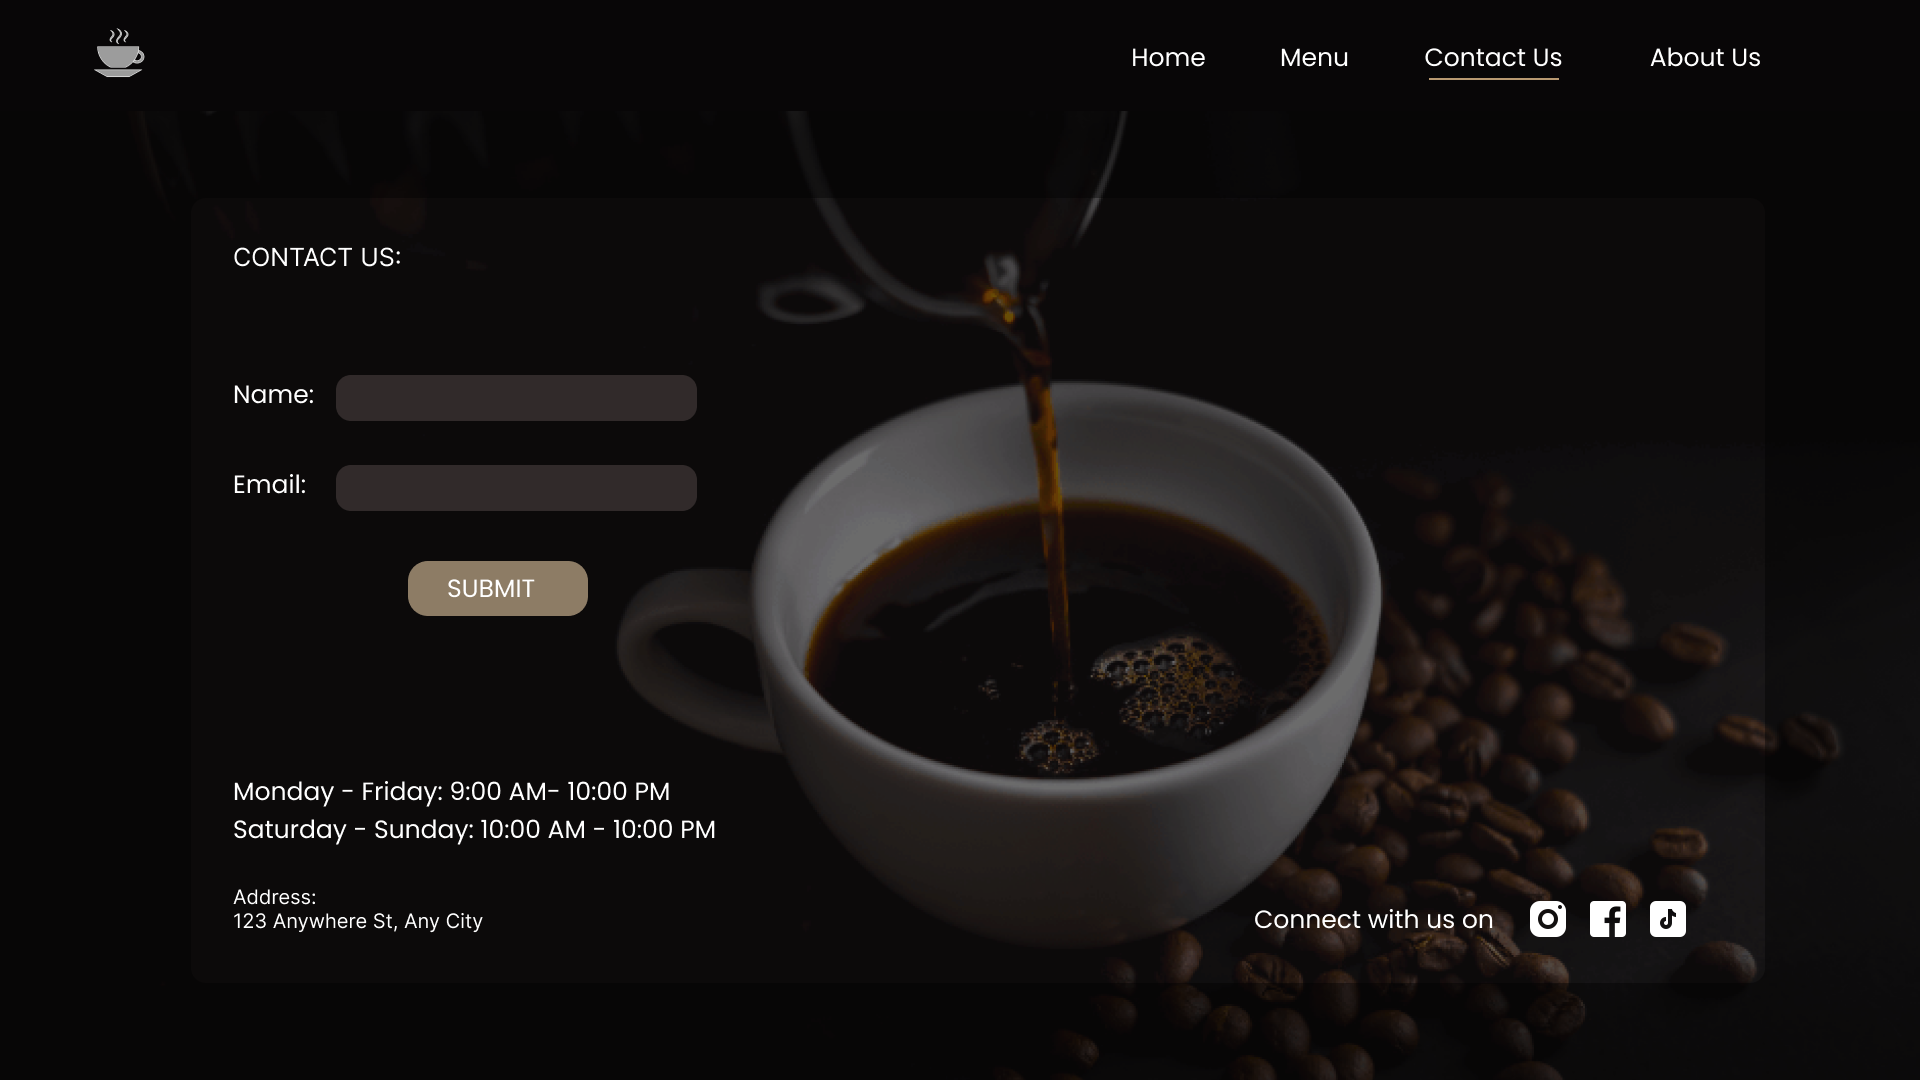 Home Menu Contact Us About Us
CONTACT US:
Name:
Email:
SUBMIT
Monday - Friday: 9:00 AM- 10:00 PM
Saturday - Sunday: 10:00 AM - 10:00 PM
Address:
123 Anywhere St, Any City
Connect with us on